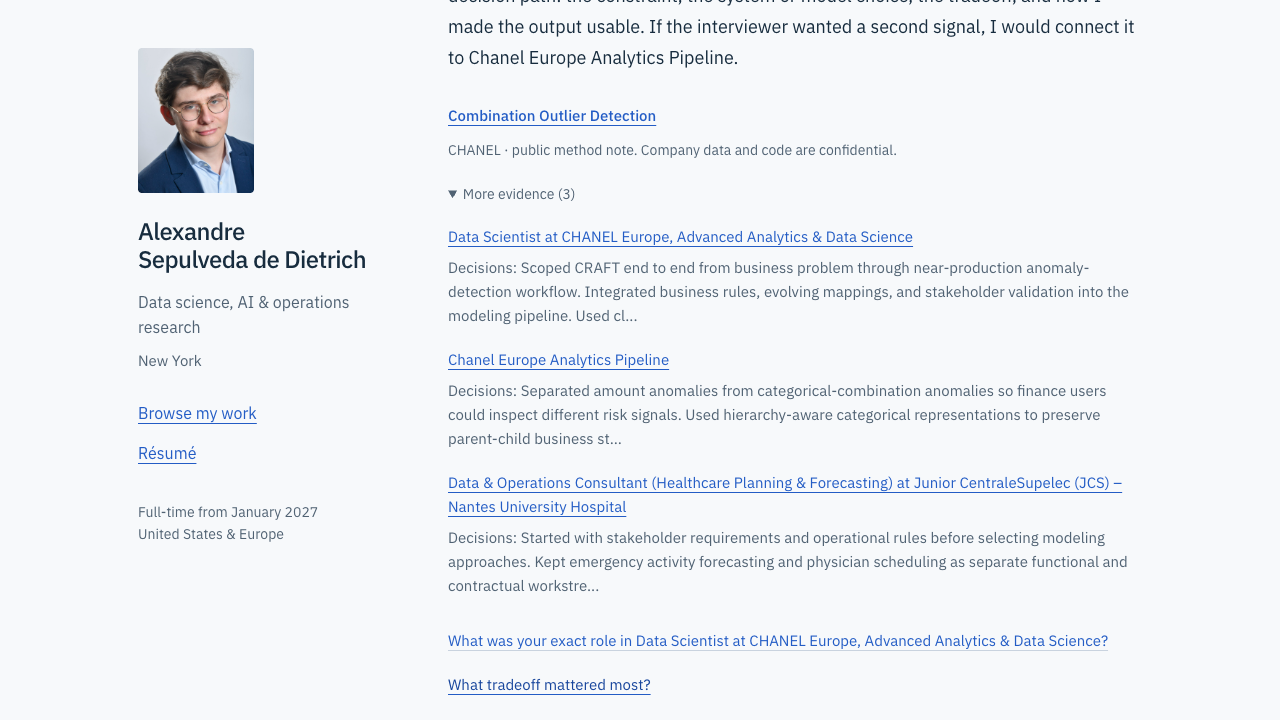 made the output usable. If the interviewer wanted a second signal, I would connect it
to Chanel Europe Analytics Pipeline.
Combination Outlier Detection
CHANEL · public method note. Company data and code are confidential.
▼ More evidence (3)
Data Scientist at CHANEL Europe, Advanced Analytics & Data Science
Decisions: Scoped CRAFT end to end from business problem through near-production anomaly-
detection workflow. Integrated business rules, evolving mappings, and stakeholder validation into the
modeling pipeline. Used cl...
Chanel Europe Analytics Pipeline
Decisions: Separated amount anomalies from categorical-combination anomalies so finance users
could inspect different risk signals. Used hierarchy-aware categorical representations to preserve
parent-child business st...
Data & Operations Consultant (Healthcare Planning & Forecasting) at Junior CentraleSupelec (JCS) –
Nantes University Hospital
Decisions: Started with stakeholder requirements and operational rules before selecting modeling
approaches. Kept emergency activity forecasting and physician scheduling as separate functional and
contractual workstre...
What was your exact role in Data Scientist at CHANEL Europe, Advanced Analytics & Data Science?
What tradeoff mattered most?
Alexandre
Sepulveda de Dietrich
Data science, AI & operations
research
New York
Browse my work
Résumé
Full-time from January 2027
United States & Europe